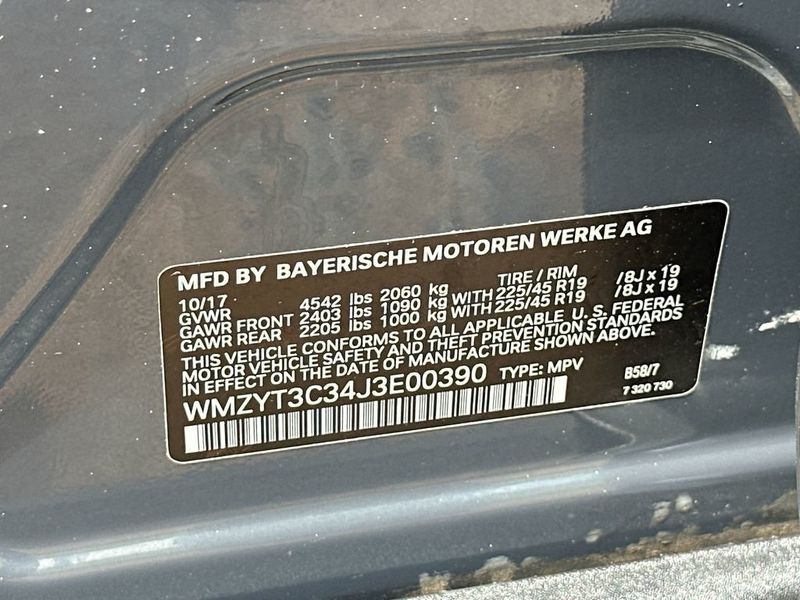 MFD BY BAYERISCHE MOTOREN WERKE AG
10/17 TIRE / RIM
GVWR 4542 lbs 2060 kg
GAWR FRONT 2403 lbs 1090 kg WITH 225/45 R19 /8J x 19
GAWR REAR 2205 lbs 1000 kg WITH 225/45 R19 /8J x 19
THIS VEHICLE CONFORMS TO ALL APPLICABLE U. S. FEDERAL
MOTOR VEHICLE SAFETY AND THEFT PREVENTION STANDARDS
IN EFFECT ON THE DATE OF MANUFACTURE SHOWN ABOVE.
WMZYT3C34J3E00390 TYPE: MPV B58/7
7 320 730